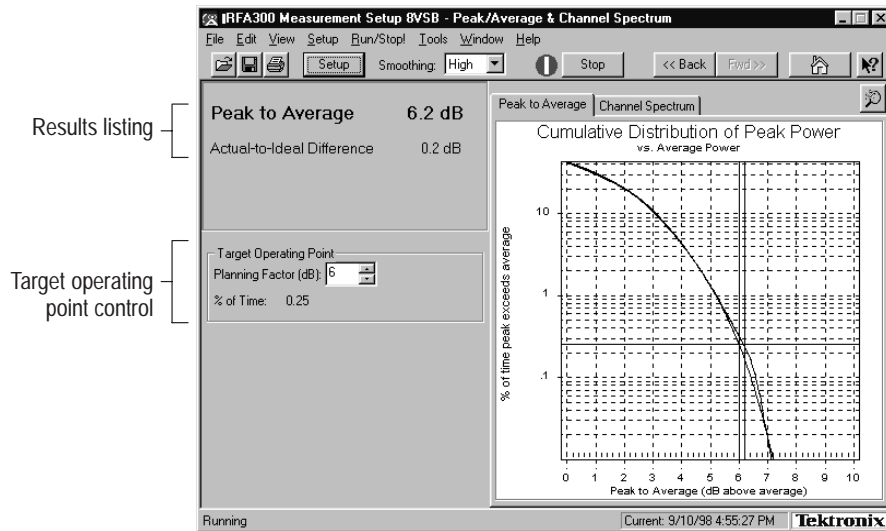 RFA300 Measurement Setup 8VSB - Peak/Average & Channel Spectrum
File Edit View Setup Run/Stop! Tools Window Help
Setup Smoothing: High Stop << Back Fwd >>
Results listing
Peak to Average 6.2 dB
Actual-to-Ideal Difference 0.2 dB
Target operating
point control
Target Operating Point
Planning Factor (dB): 6
% of Time: 0.25
Peak to Average Channel Spectrum
Cumulative Distribution of Peak Power
vs. Average Power
% of time peak exceeds average
10
1
.1
0 1 2 3 4 5 6 7 8 9 10
Peak to Average (dB above average)
Running
Current: 9/10/98 4:55:27 PM
Tektronix